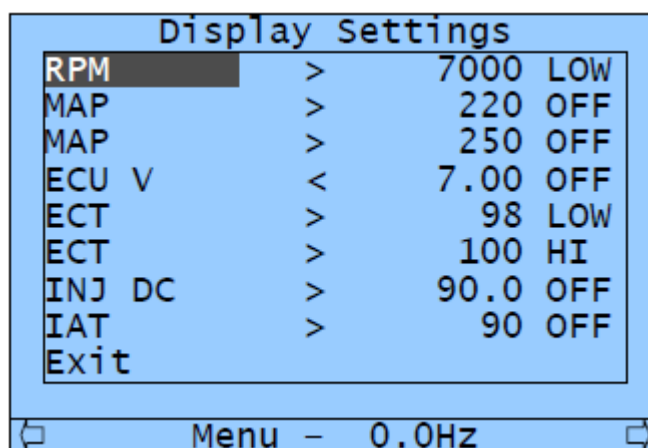 Display Settings
RPM > 7000 LOW
MAP > 220 OFF
MAP > 250 OFF
ECU V < 7.00 OFF
ECT > 98 LOW
ECT > 100 HI
INJ DC > 90.0 OFF
IAT > 90 OFF
Exit
Menu - 0.0Hz